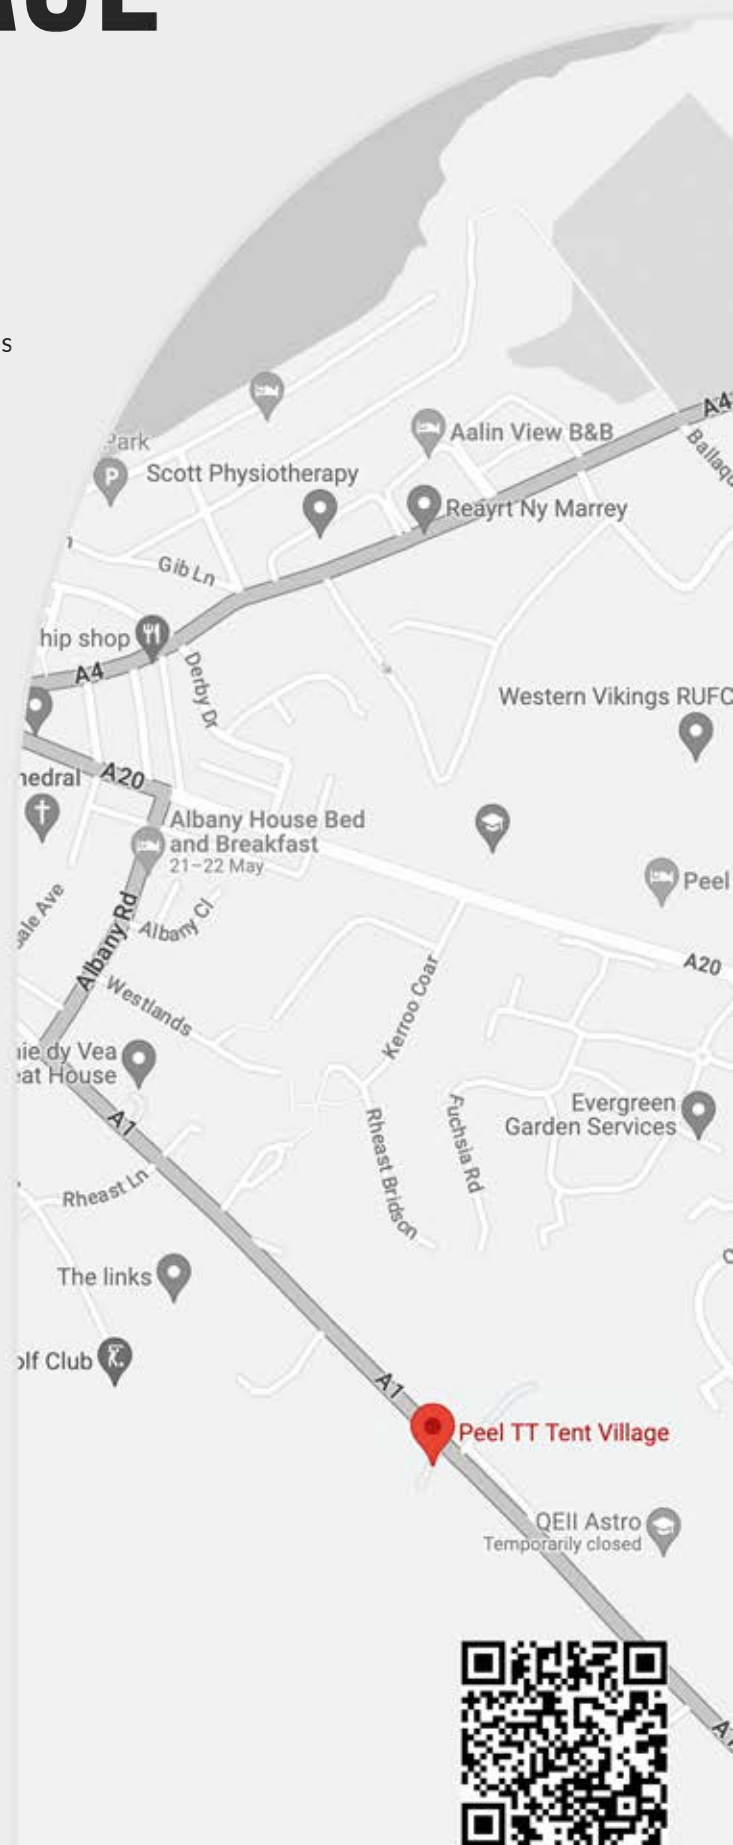 s
Park
Aalin View B&B
Scott Physiotherapy
Reayrt Ny Marrey
A4
Gib Ln
hip shop
A4
Derby Dr
Western Vikings RUFC
hedral
A20
Albany House Bed
and Breakfast
21–22 May
Peel
Albany Rd
Albany Cl
A20
Westlands
Kerroo Coar
Evergreen
Garden Services
A1
Rheast Bridson
Fuchsia Rd
Rheast Ln
The links
olf Club
A1
Peel TT Tent Village
QEII Astro
Temporarily closed